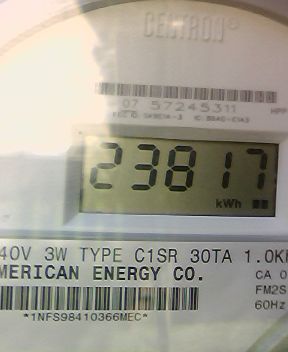 CENTRON®
07 57245311
23817
kWh
40V 3W TYPE C1SR 30TA 1.0K
MERICAN ENERGY CO.
CA 0
FM2S
60Hz
*1NFS98410366MEC*